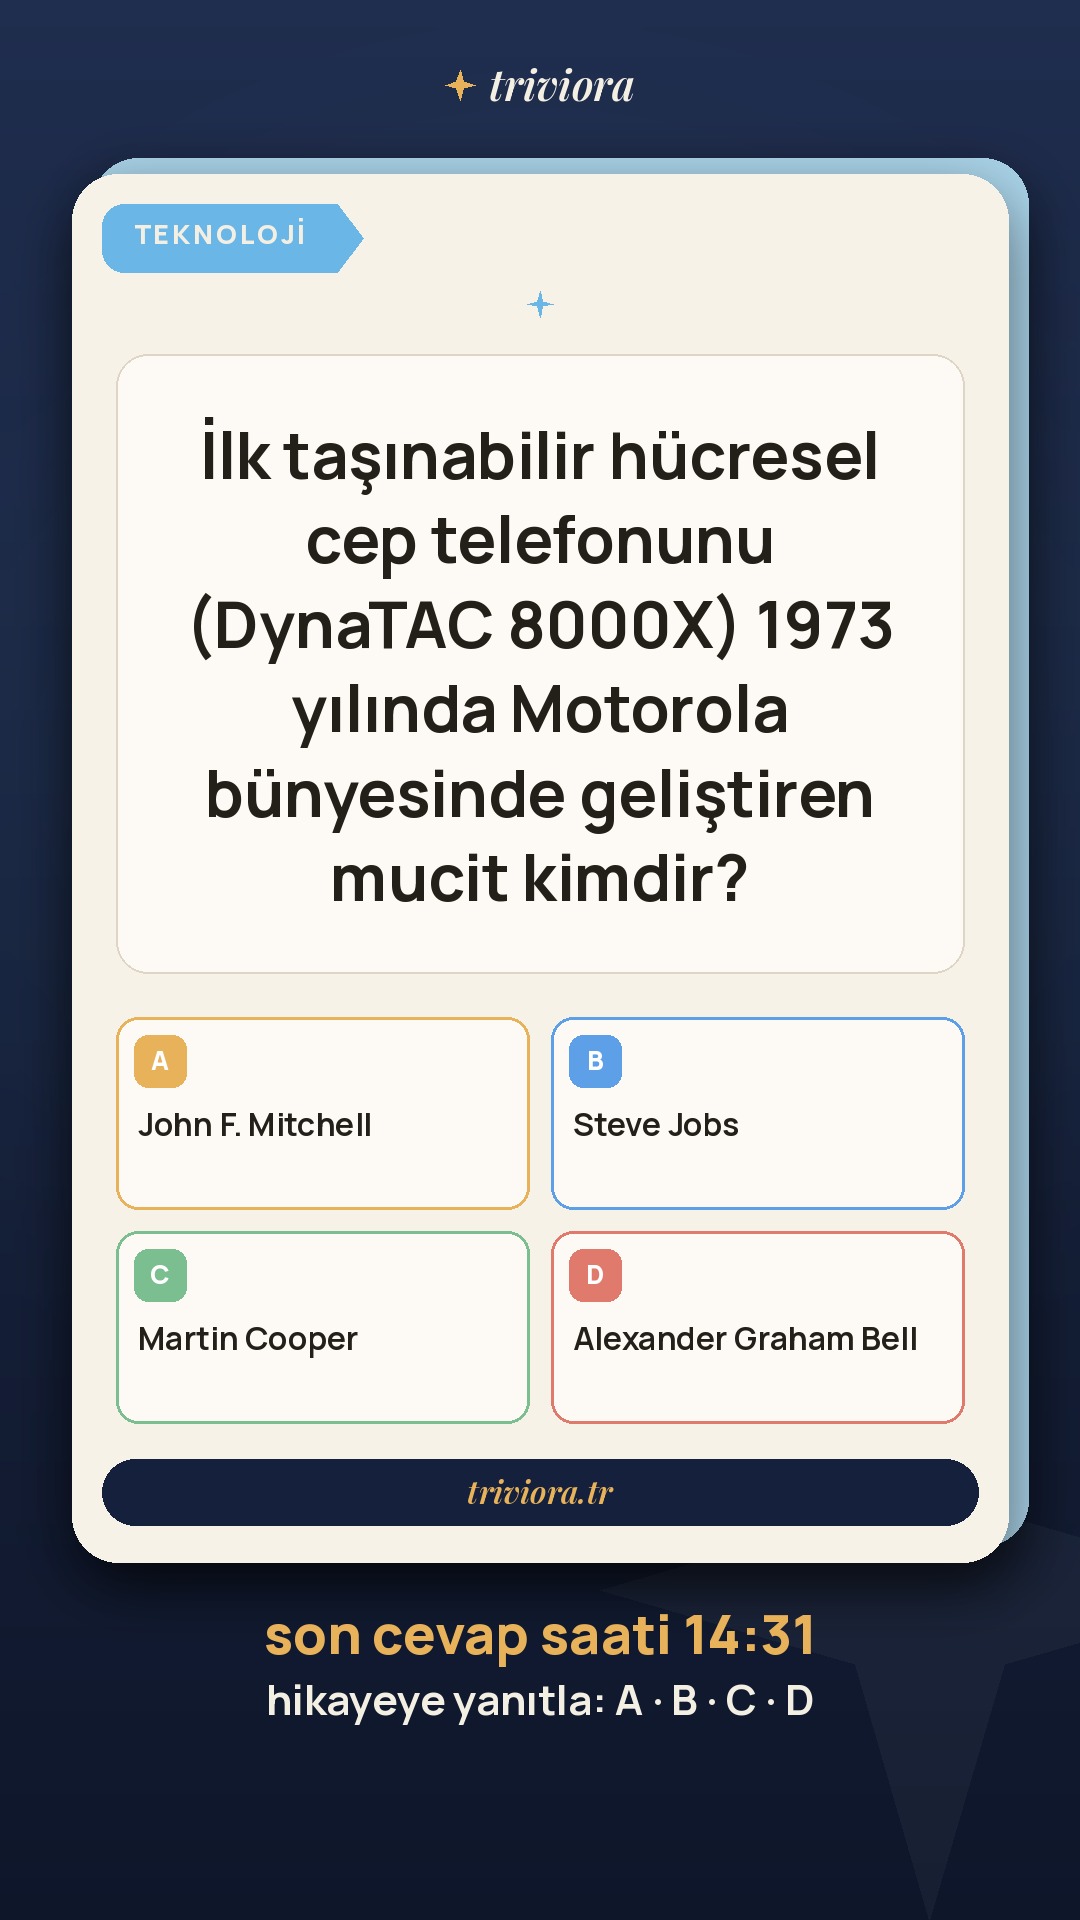 triviora
TEKNOLOJİ
İlk taşınabilir hücresel
cep telefonunu
(DynaTAC 8000X) 1973
yılında Motorola
bünyesinde geliştiren
mucit kimdir?
A
John F. Mitchell
B
Steve Jobs
C
Martin Cooper
D
Alexander Graham Bell
triviora.tr
son cevap saati 14:31
hikayeye yanıtla: A · B · C · D